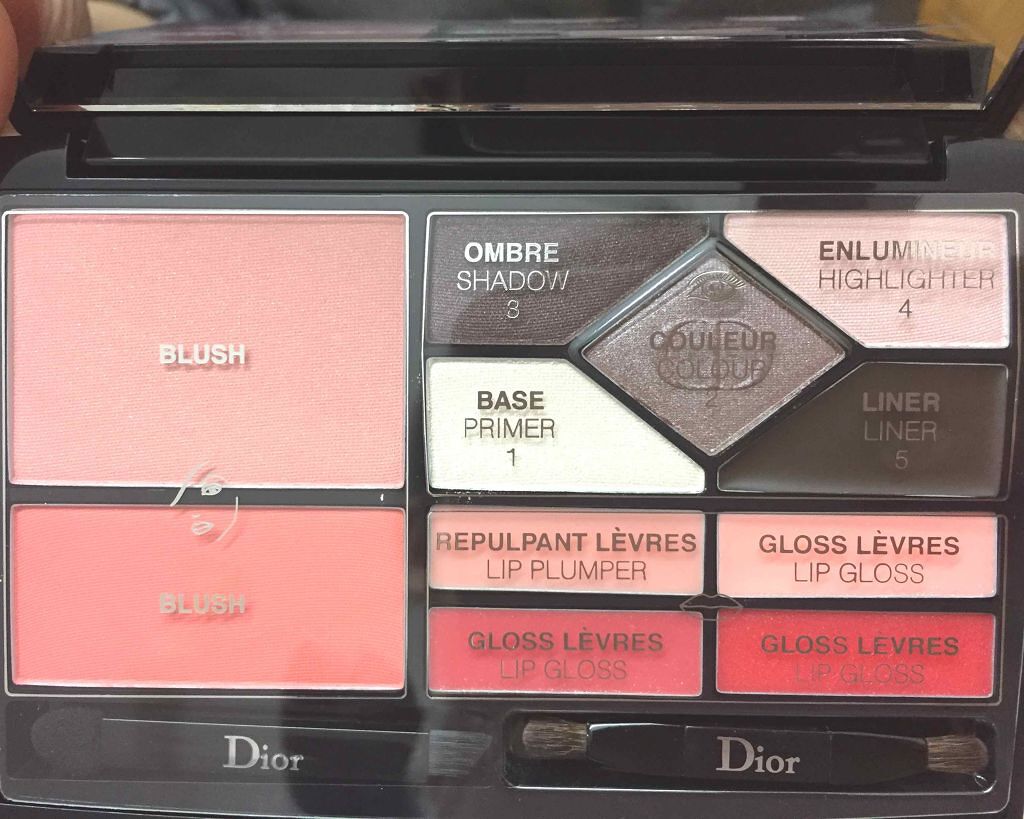 BLUSH
OMBRE
SHADOW
3
ENLUMINEUR
HIGHLIGHTER
4
COULEUR
COLOUR
2
BASE
PRIMER
1
LINER
LINER
5
BLUSH
REPULPANT LÈVRES
LIP PLUMPER
GLOSS LÈVRES
LIP GLOSS
GLOSS LÈVRES
LIP GLOSS
GLOSS LÈVRES
LIP GLOSS
Dior
Dior